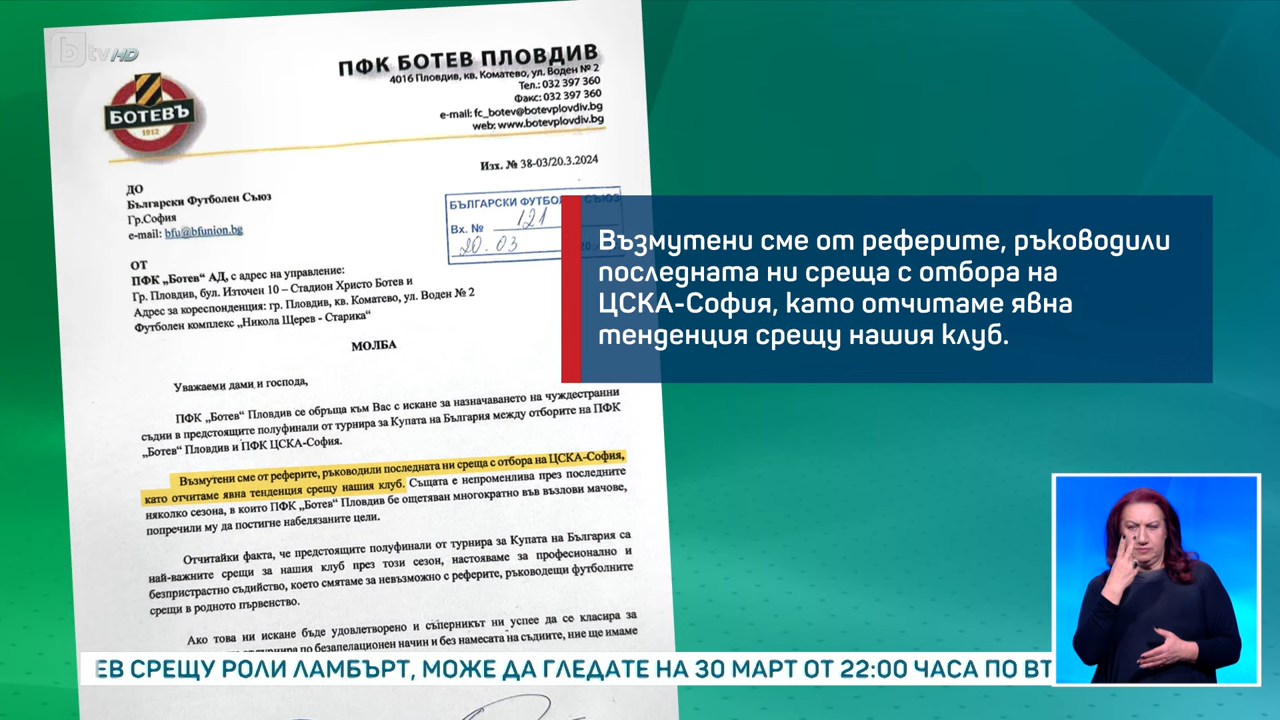 btv HD
ПФК БОТЕВ ПЛОВДИВ
4016 Пловдив, кв. Коматево, ул. Воден № 2
Тел.: 032 397 360
Факс: 032 397 360
e-mail: fc_botev@botevplovdiv.bg
web: www.botevplovdiv.bg
БОТЕВЪ
1912
Изх. № 38-03/20.3.2024
ДО
Български Футболен Съюз
Гр.София
e-mail: bfu@bfunion.bg
БЪЛГАРСКИ ФУТБОЛЕН СЪЮЗ
Вх. № 121
20.03 20
ОТ
ПФК „Ботев“ АД, с адрес на управление:
Гр. Пловдив, бул. Източен 10 – Стадион Христо Ботев и
Адрес за кореспонденция: гр. Пловдив, кв. Коматево, ул. Воден № 2
Футболен комплекс „Никола Щерев - Старика“
МОЛБА
Уважаеми дами и господа,
ПФК „Ботев“ Пловдив се обръща към Вас с искане за назначаването на чуждестранни
съдии в предстоящите полуфинали от турнира за Купата на България между отборите на ПФК
„Ботев“ Пловдив и ПФК ЦСКА-София.
Възмутени сме от реферите, ръководили последната ни среща с отбора на ЦСКА-София,
като отчитаме явна тенденция срещу нашия клуб. Същата е непроменлива през последните
няколко сезона, в които ПФК „Ботев“ Пловдив бе ощетяван многократно във възлови мачове,
попречили му да постигне набелязаните цели.
Отчитайки факта, че предстоящите полуфинали от турнира за Купата на България са
най-важните срещи за нашия клуб през този сезон, настояваме за професионално и
безпристрастно съдийство, което смятаме за невъзможно с реферите, ръководещи футболните
срещи в родното първенство.
Ако това ни искане бъде удовлетворено и съперникът ни успее да се класира за
турнира по безапелационен начин и без намесата на съдиите, ние ще имаме
Възмутени сме от реферите, ръководили
последната ни среща с отбора на
ЦСКА-София, като отчитаме явна
тенденция срещу нашия клуб.
ЕВ СРЕЩУ РОЛИ ЛАМБЪРТ, МОЖЕ ДА ГЛЕДАТЕ НА 30 МАРТ ОТ 22:00 ЧАСА ПО BT